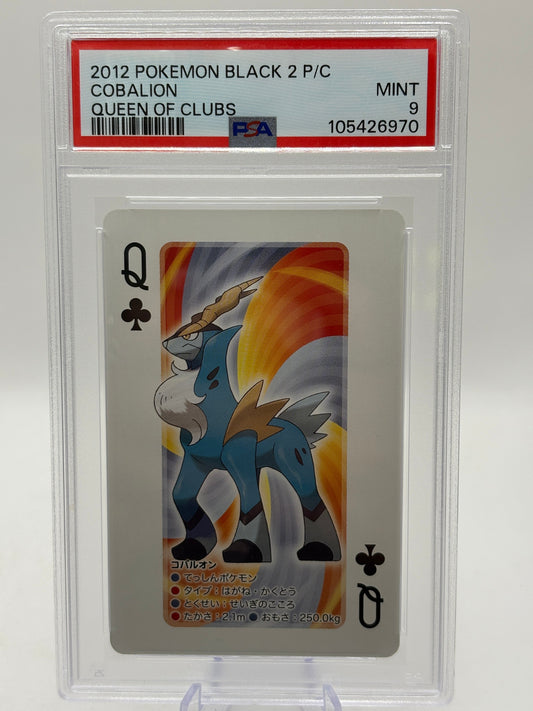 2012 POKEMON BLACK 2 P/C
COBALION MINT
QUEEN OF CLUBS 9
PSA 105426970
Q
コバルオン
てっしんポケモン
タイプ：はがね・かくとう
とくせい：せいぎのこころ
たかさ：2.1m おもさ：250.0kg
Q